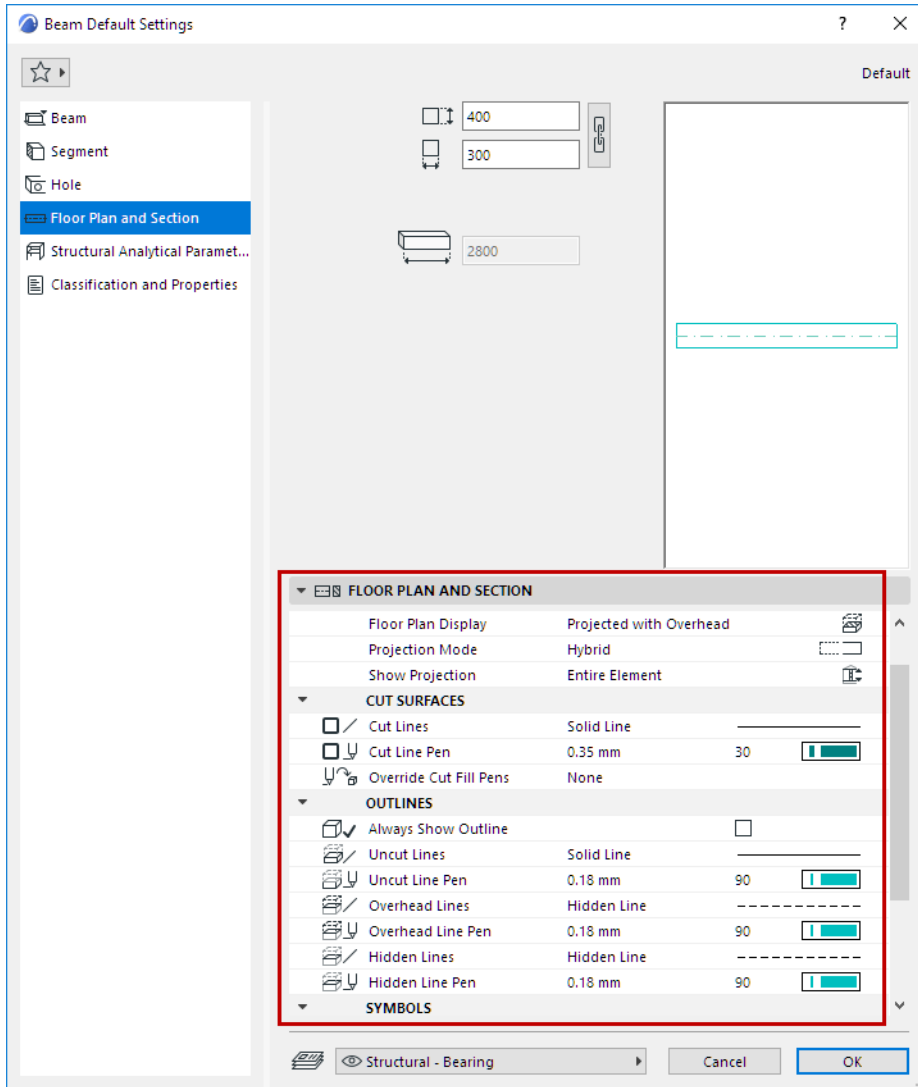 Beam Default Settings ?
Default
Beam
Segment
Hole
Floor Plan and Section
Structural Analytical Paramet...
Classification and Properties
400
300
2800
FLOOR PLAN AND SECTION
Floor Plan Display Projected with Overhead
Projection Mode Hybrid
Show Projection Entire Element
CUT SURFACES
Cut Lines Solid Line
Cut Line Pen 0.35 mm 30
Override Cut Fill Pens None
OUTLINES
Always Show Outline
Uncut Lines Solid Line
Uncut Line Pen 0.18 mm 90
Overhead Lines Hidden Line
Overhead Line Pen 0.18 mm 90
Hidden Lines Hidden Line
Hidden Line Pen 0.18 mm 90
SYMBOLS
Structural - Bearing Cancel OK